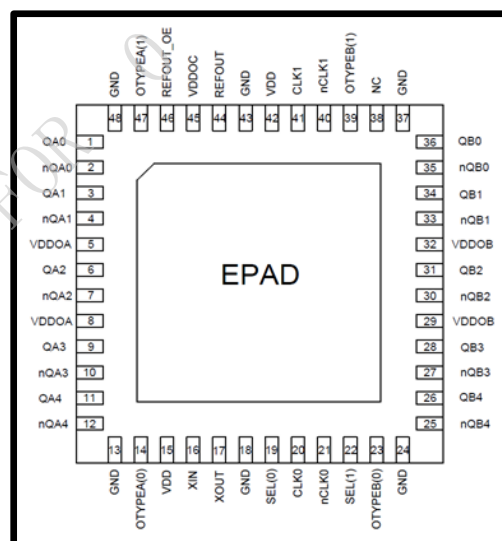 GND
OTYPEA(1)
REFOUT_OE
VDDOC
REFOUT
GND
VDD
CLK1
nCLK1
OTYPEB(1)
NC
GND
48 47 46 45 44 43 42 41 40 39 38 37
QA0 1 36 QB0
nQA0 2 35 nQB0
QA1 3 34 QB1
nQA1 4 33 nQB1
VDDOA 5 32 VDDOB
QA2 6 31 QB2
nQA2 7 30 nQB2
VDDOA 8 29 VDDOB
QA3 9 28 QB3
nQA3 10 27 nQB3
QA4 11 26 QB4
nQA4 12 25 nQB4
EPAD
13 14 15 16 17 18 19 20 21 22 23 24
GND
OTYPEA(0)
VDD
XIN
XOUT
GND
SEL(0)
CLK0
nCLK0
SEL(1)
OTYPEB(0)
GND
FOR